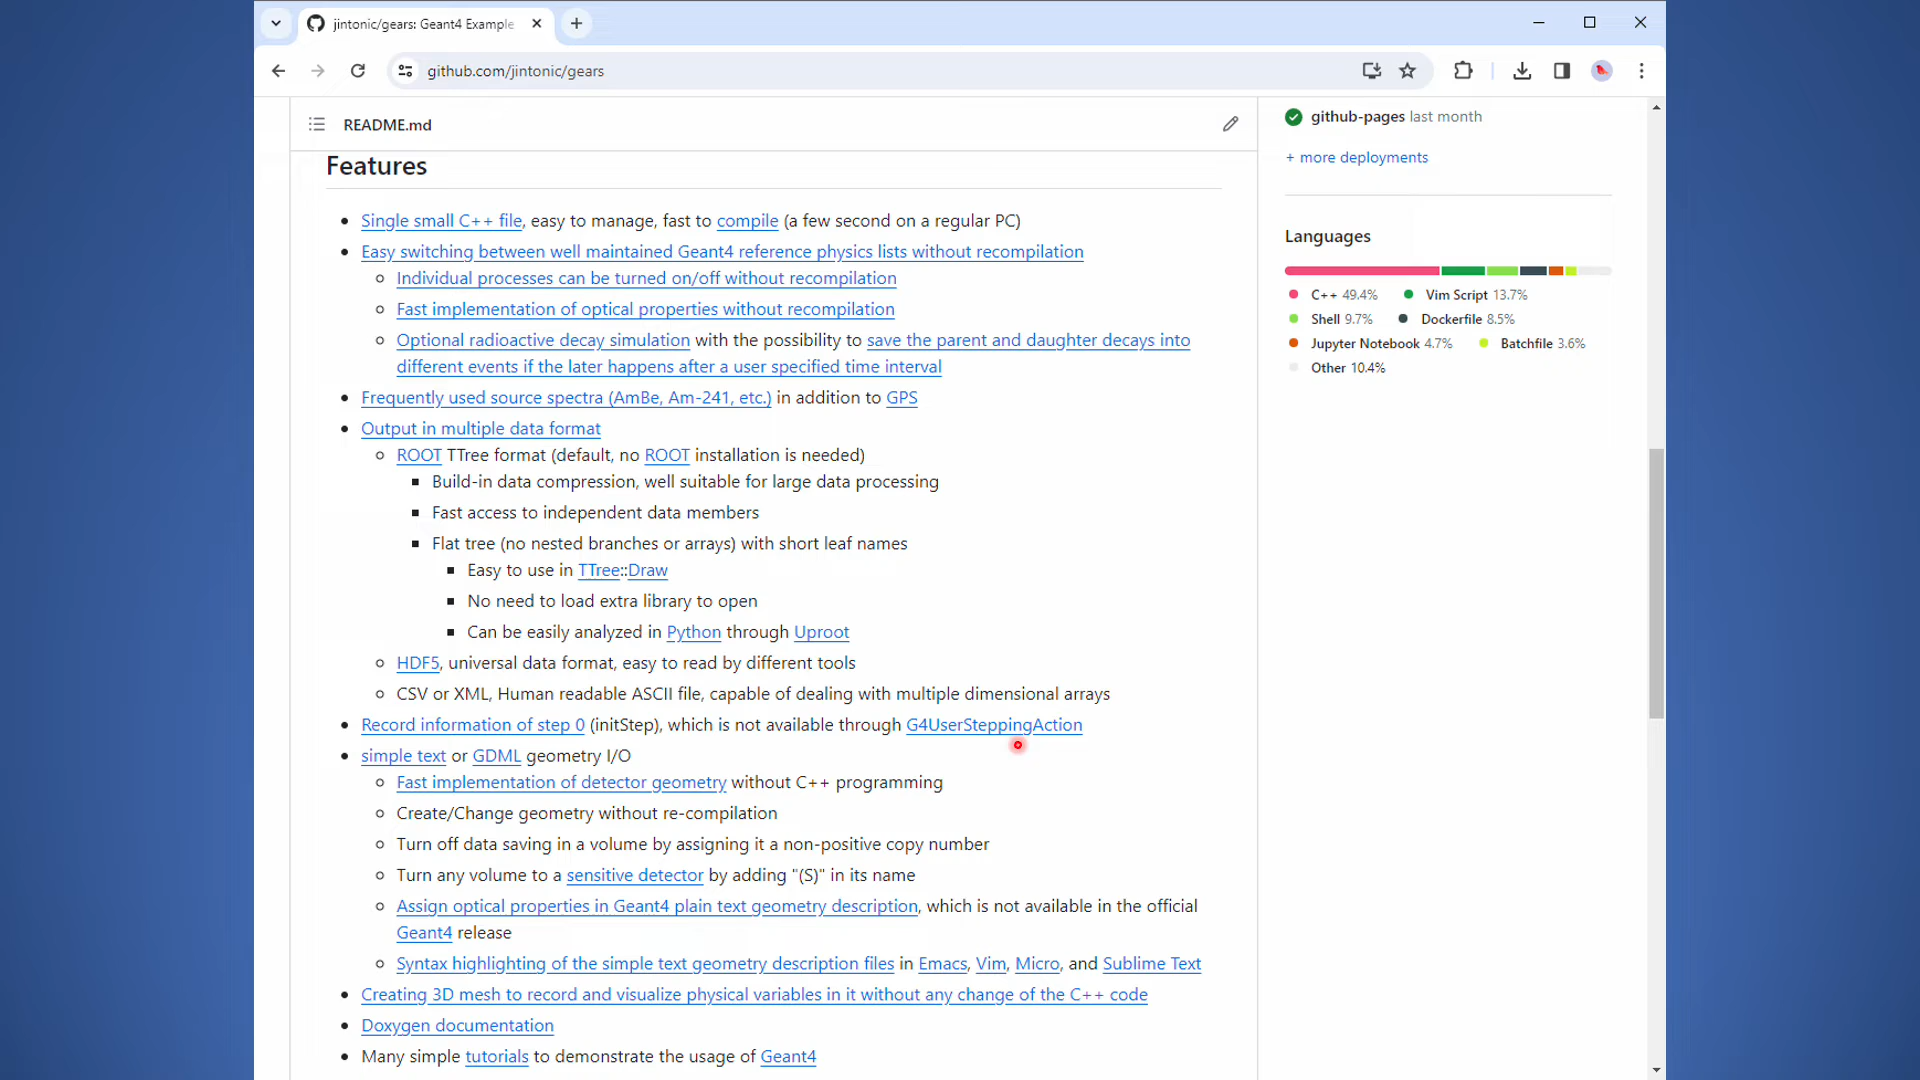 jintonic/gears: Geant4 Example
github.com/jintonic/gears
README.md
Features
Single small C++ file, easy to manage, fast to compile (a few second on a regular PC)
Easy switching between well maintained Geant4 reference physics lists without recompilation
Individual processes can be turned on/off without recompilation
Fast implementation of optical properties without recompilation
Optional radioactive decay simulation with the possibility to save the parent and daughter decays into
different events if the later happens after a user specified time interval
Frequently used source spectra (AmBe, Am-241, etc.) in addition to GPS
Output in multiple data format
ROOT TTree format (default, no ROOT installation is needed)
Build-in data compression, well suitable for large data processing
Fast access to independent data members
Flat tree (no nested branches or arrays) with short leaf names
Easy to use in TTree::Draw
No need to load extra library to open
Can be easily analyzed in Python through Uproot
HDF5, universal data format, easy to read by different tools
CSV or XML, Human readable ASCII file, capable of dealing with multiple dimensional arrays
Record information of step 0 (initStep), which is not available through G4UserSteppingAction
simple text or GDML geometry I/O
Fast implementation of detector geometry without C++ programming
Create/Change geometry without re-compilation
Turn off data saving in a volume by assigning it a non-positive copy number
Turn any volume to a sensitive detector by adding "(S)" in its name
Assign optical properties in Geant4 plain text geometry description, which is not available in the official
Geant4 release
Syntax highlighting of the simple text geometry description files in Emacs, Vim, Micro, and Sublime Text
Creating 3D mesh to record and visualize physical variables in it without any change of the C++ code
Doxygen documentation
Many simple tutorials to demonstrate the usage of Geant4
github-pages last month
+ more deployments
Languages
C++ 49.4% Vim Script 13.7%
Shell 9.7% Dockerfile 8.5%
Jupyter Notebook 4.7% Batchfile 3.6%
Other 10.4%